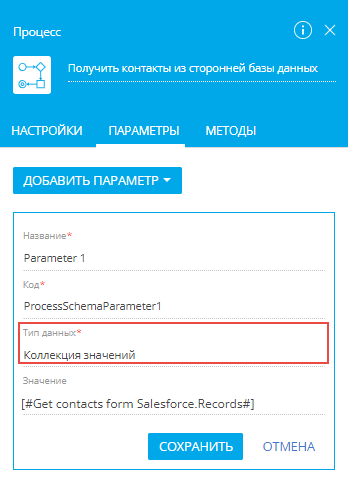 Процесс
Получить контакты из сторонней базы данных
НАСТРОЙКИ ПАРАМЕТРЫ МЕТОДЫ
ДОБАВИТЬ ПАРАМЕТР
Название*
Parameter 1
Код*
ProcessSchemaParameter1
Тип данных*
Коллекция значений
Значение
[#Get contacts form Salesforce.Records#]
СОХРАНИТЬ ОТМЕНА